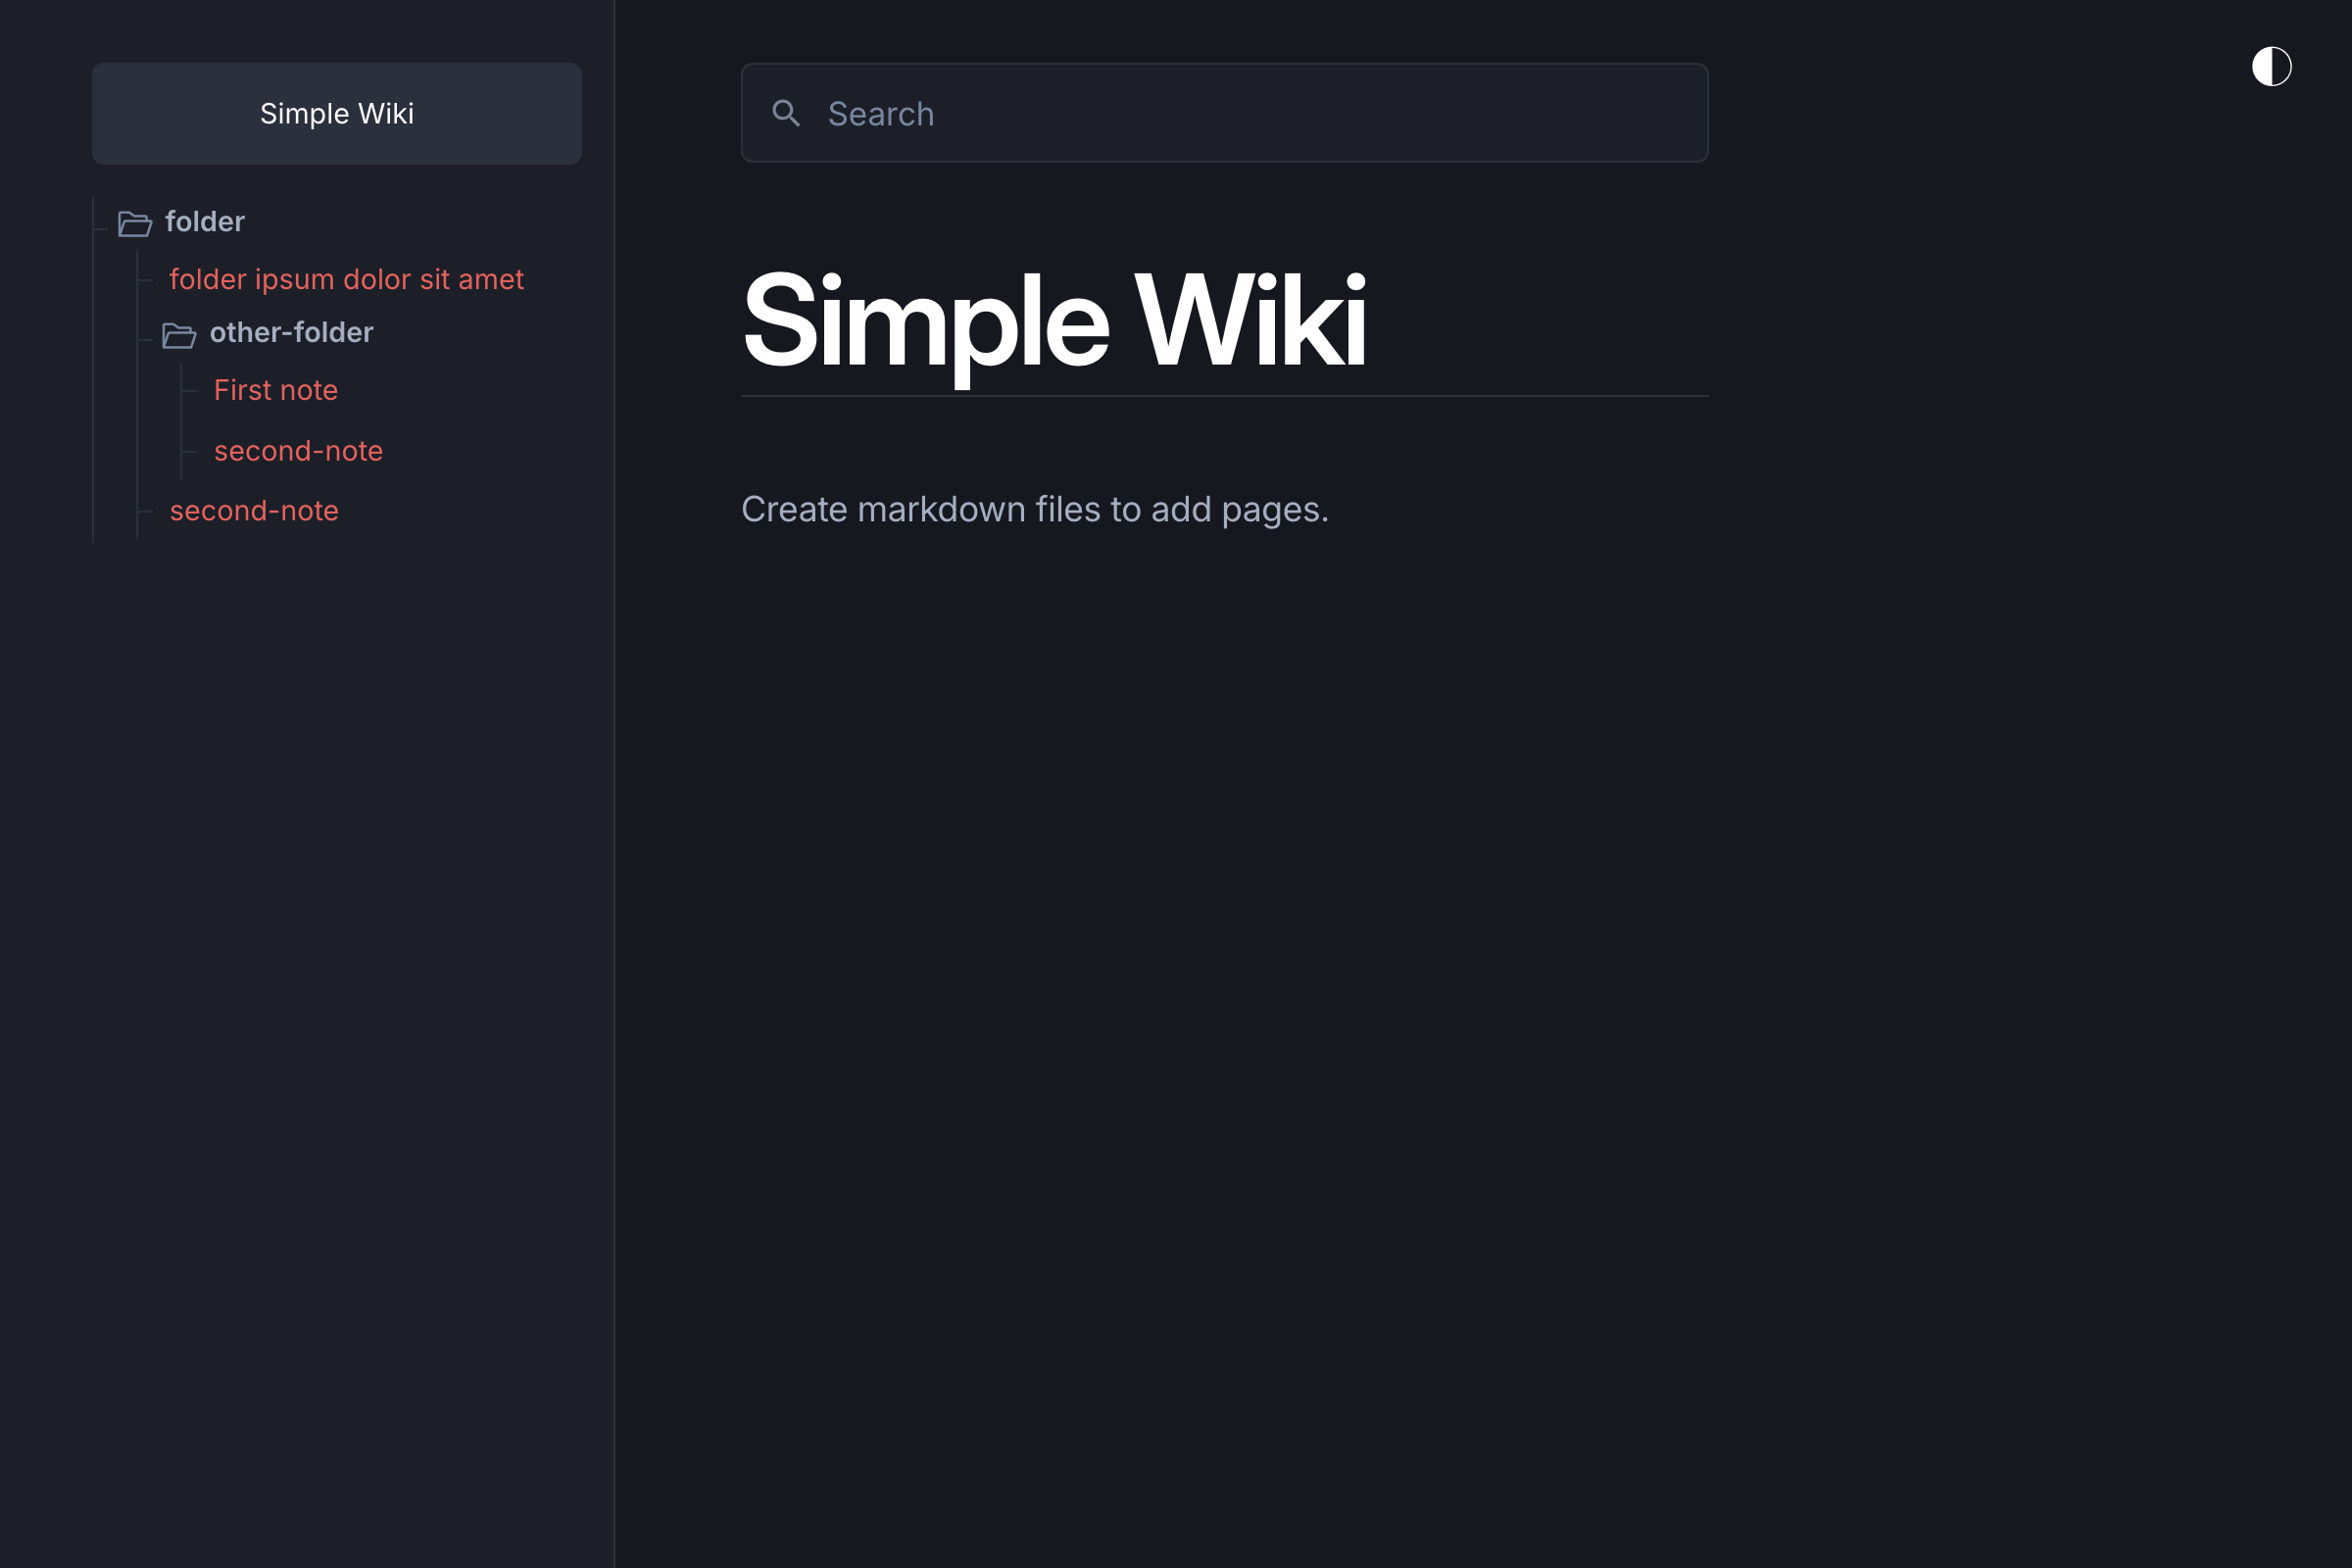 Simple Wiki
folder
folder ipsum dolor sit amet
other-folder
First note
second-note
second-note
Search
Simple Wiki
Create markdown files to add pages.